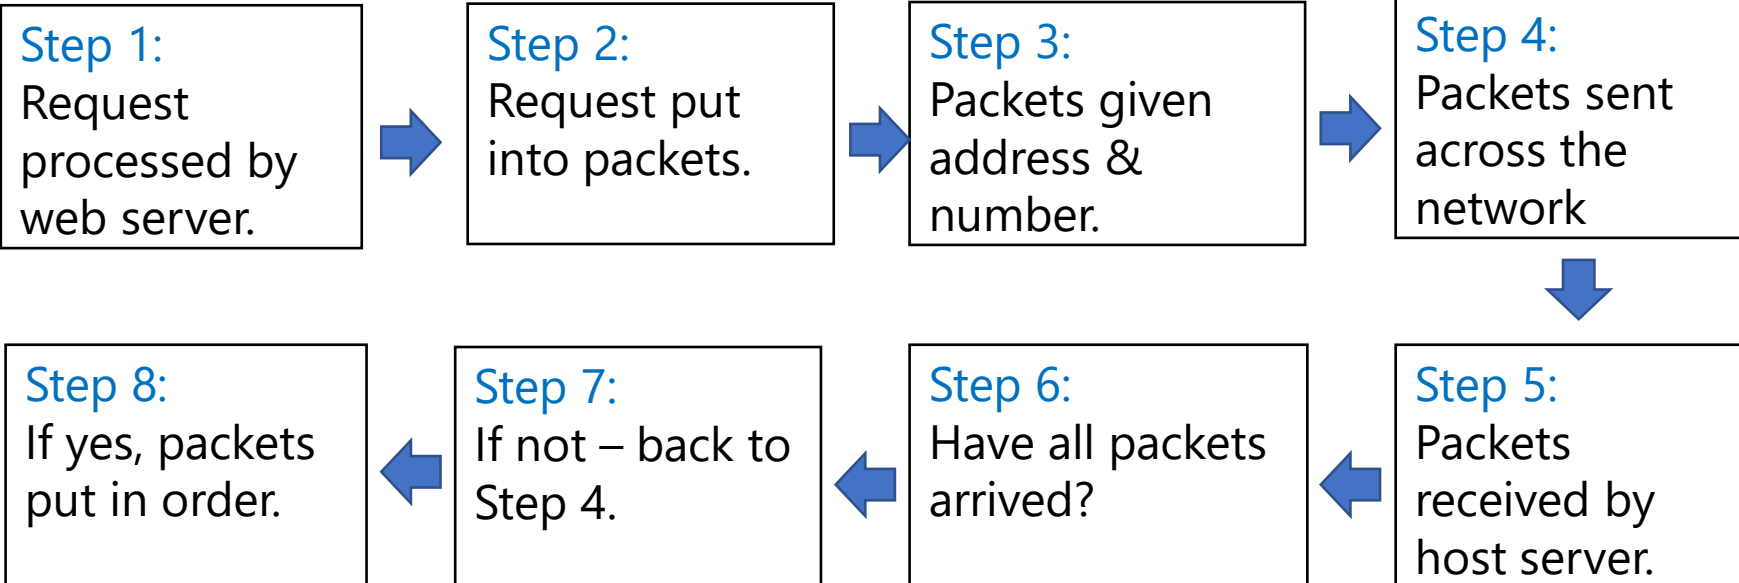 Step 1:
Request
processed by
web server.
Step 2:
Request put
into packets.
Step 3:
Packets given
address &
number.
Step 4:
Packets sent
across the
network
Step 5:
Packets
received by
host server.
Step 6:
Have all packets
arrived?
Step 7:
If not – back to
Step 4.
Step 8:
If yes, packets
put in order.